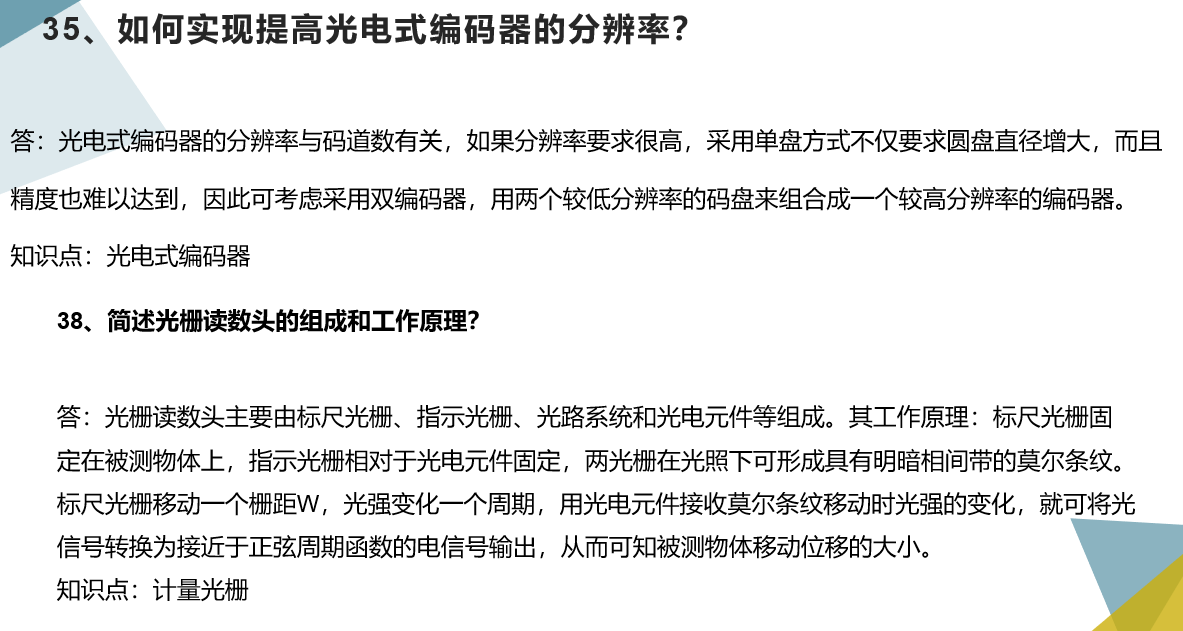 35、如何实现提高光电式编码器的分辨率？
答：光电式编码器的分辨率与码道数有关，如果分辨率要求很高，采用单盘方式不仅要求圆盘直径增大，而且
精度也难以达到，因此可考虑采用双编码器，用两个较低分辨率的码盘来组合成一个较高分辨率的编码器。
知识点：光电式编码器
38、简述光栅读数头的组成和工作原理？
答：光栅读数头主要由标尺光栅、指示光栅、光路系统和光电元件等组成。其工作原理：标尺光栅固
定在被测物体上，指示光栅相对于光电元件固定，两光栅在光照下可形成具有明暗相间带的莫尔条纹。
标尺光栅移动一个栅距W，光强变化一个周期，用光电元件接收莫尔条纹移动时光强的变化，就可将光
信号转换为接近于正弦周期函数的电信号输出，从而可知被测物体移动位移的大小。
知识点：计量光栅